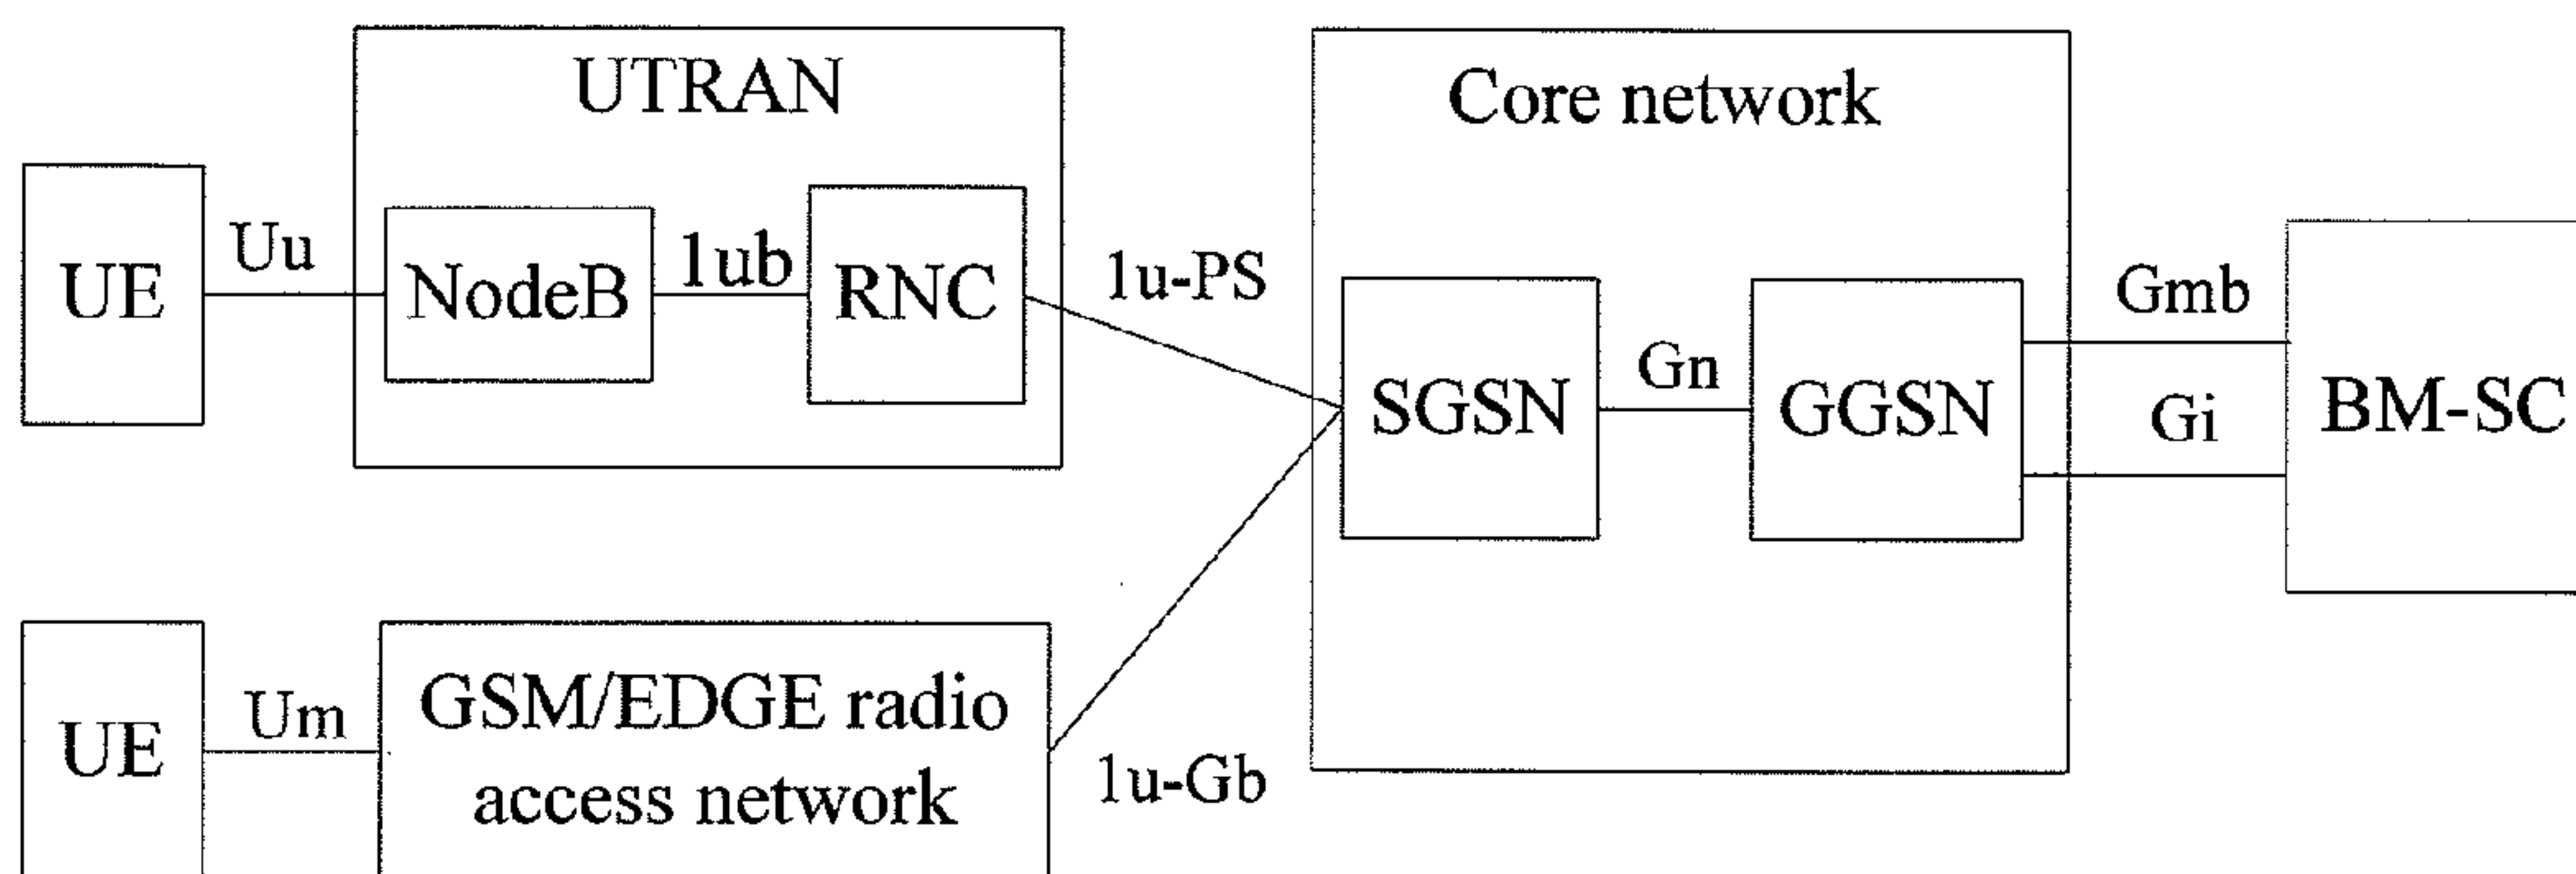 UTRAN
Core network
UE
Uu
NodeB
1ub
RNC
1u-PS
SGSN
Gn
GGSN
Gmb
Gi
BM-SC
UE
Um
GSM/EDGE radio
access network
1u-Gb